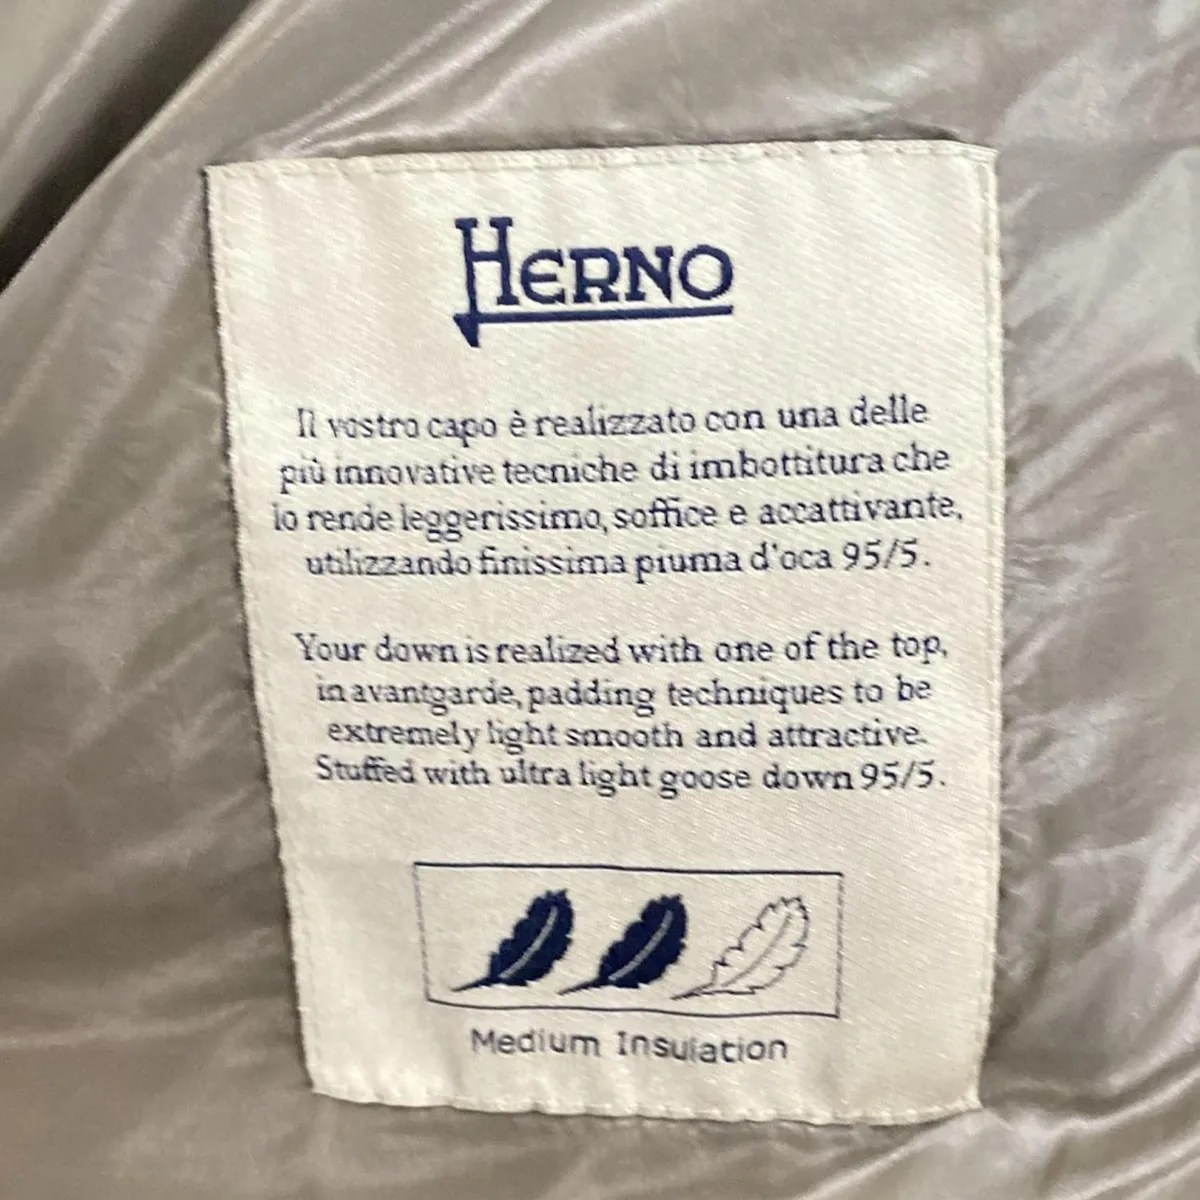 HERNO
Il vostro capo è realizzato con una delle
più innovative tecniche di imbottitura che
lo rende leggerissimo, soffice e accattivante,
utilizzando finissima piuma d'oca 95/5.
Your down is realized with one of the top,
in avantgarde, padding techniques to be
extremely light smooth and attractive.
Stuffed with ultra light goose down 95/5.
Medium Insulation